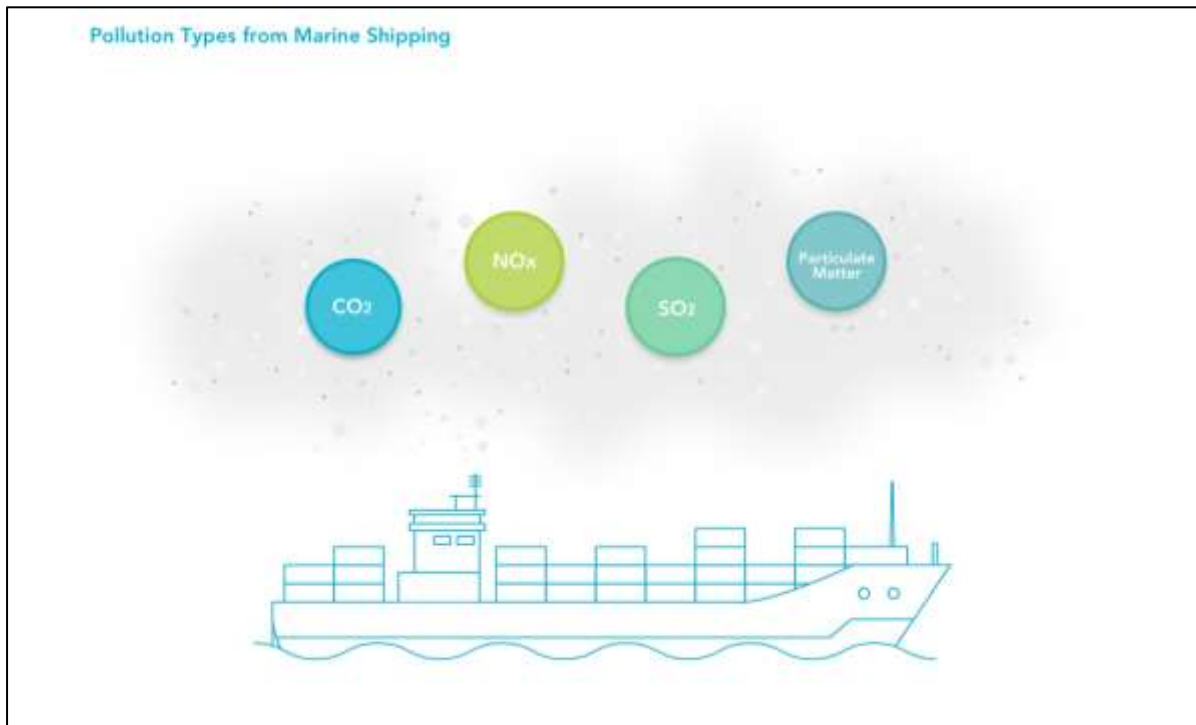 Pollution Types from Marine Shipping
CO2
NOx
SO2
Particulate
Matter